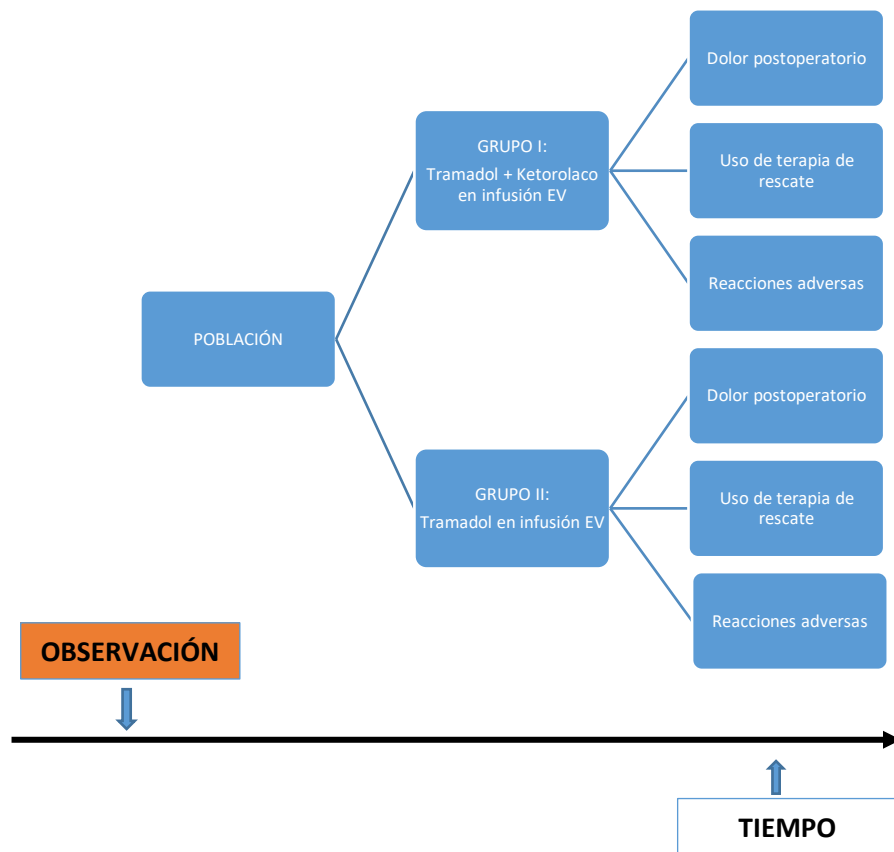 Dolor postoperatorio
GRUPO I:
Tramadol + Ketorolaco
en infusión EV
Uso de terapia de
rescate
Reacciones adversas
POBLACIÓN
Dolor postoperatorio
GRUPO II:
Tramadol en infusión EV
Uso de terapia de
rescate
Reacciones adversas
OBSERVACIÓN
TIEMPO